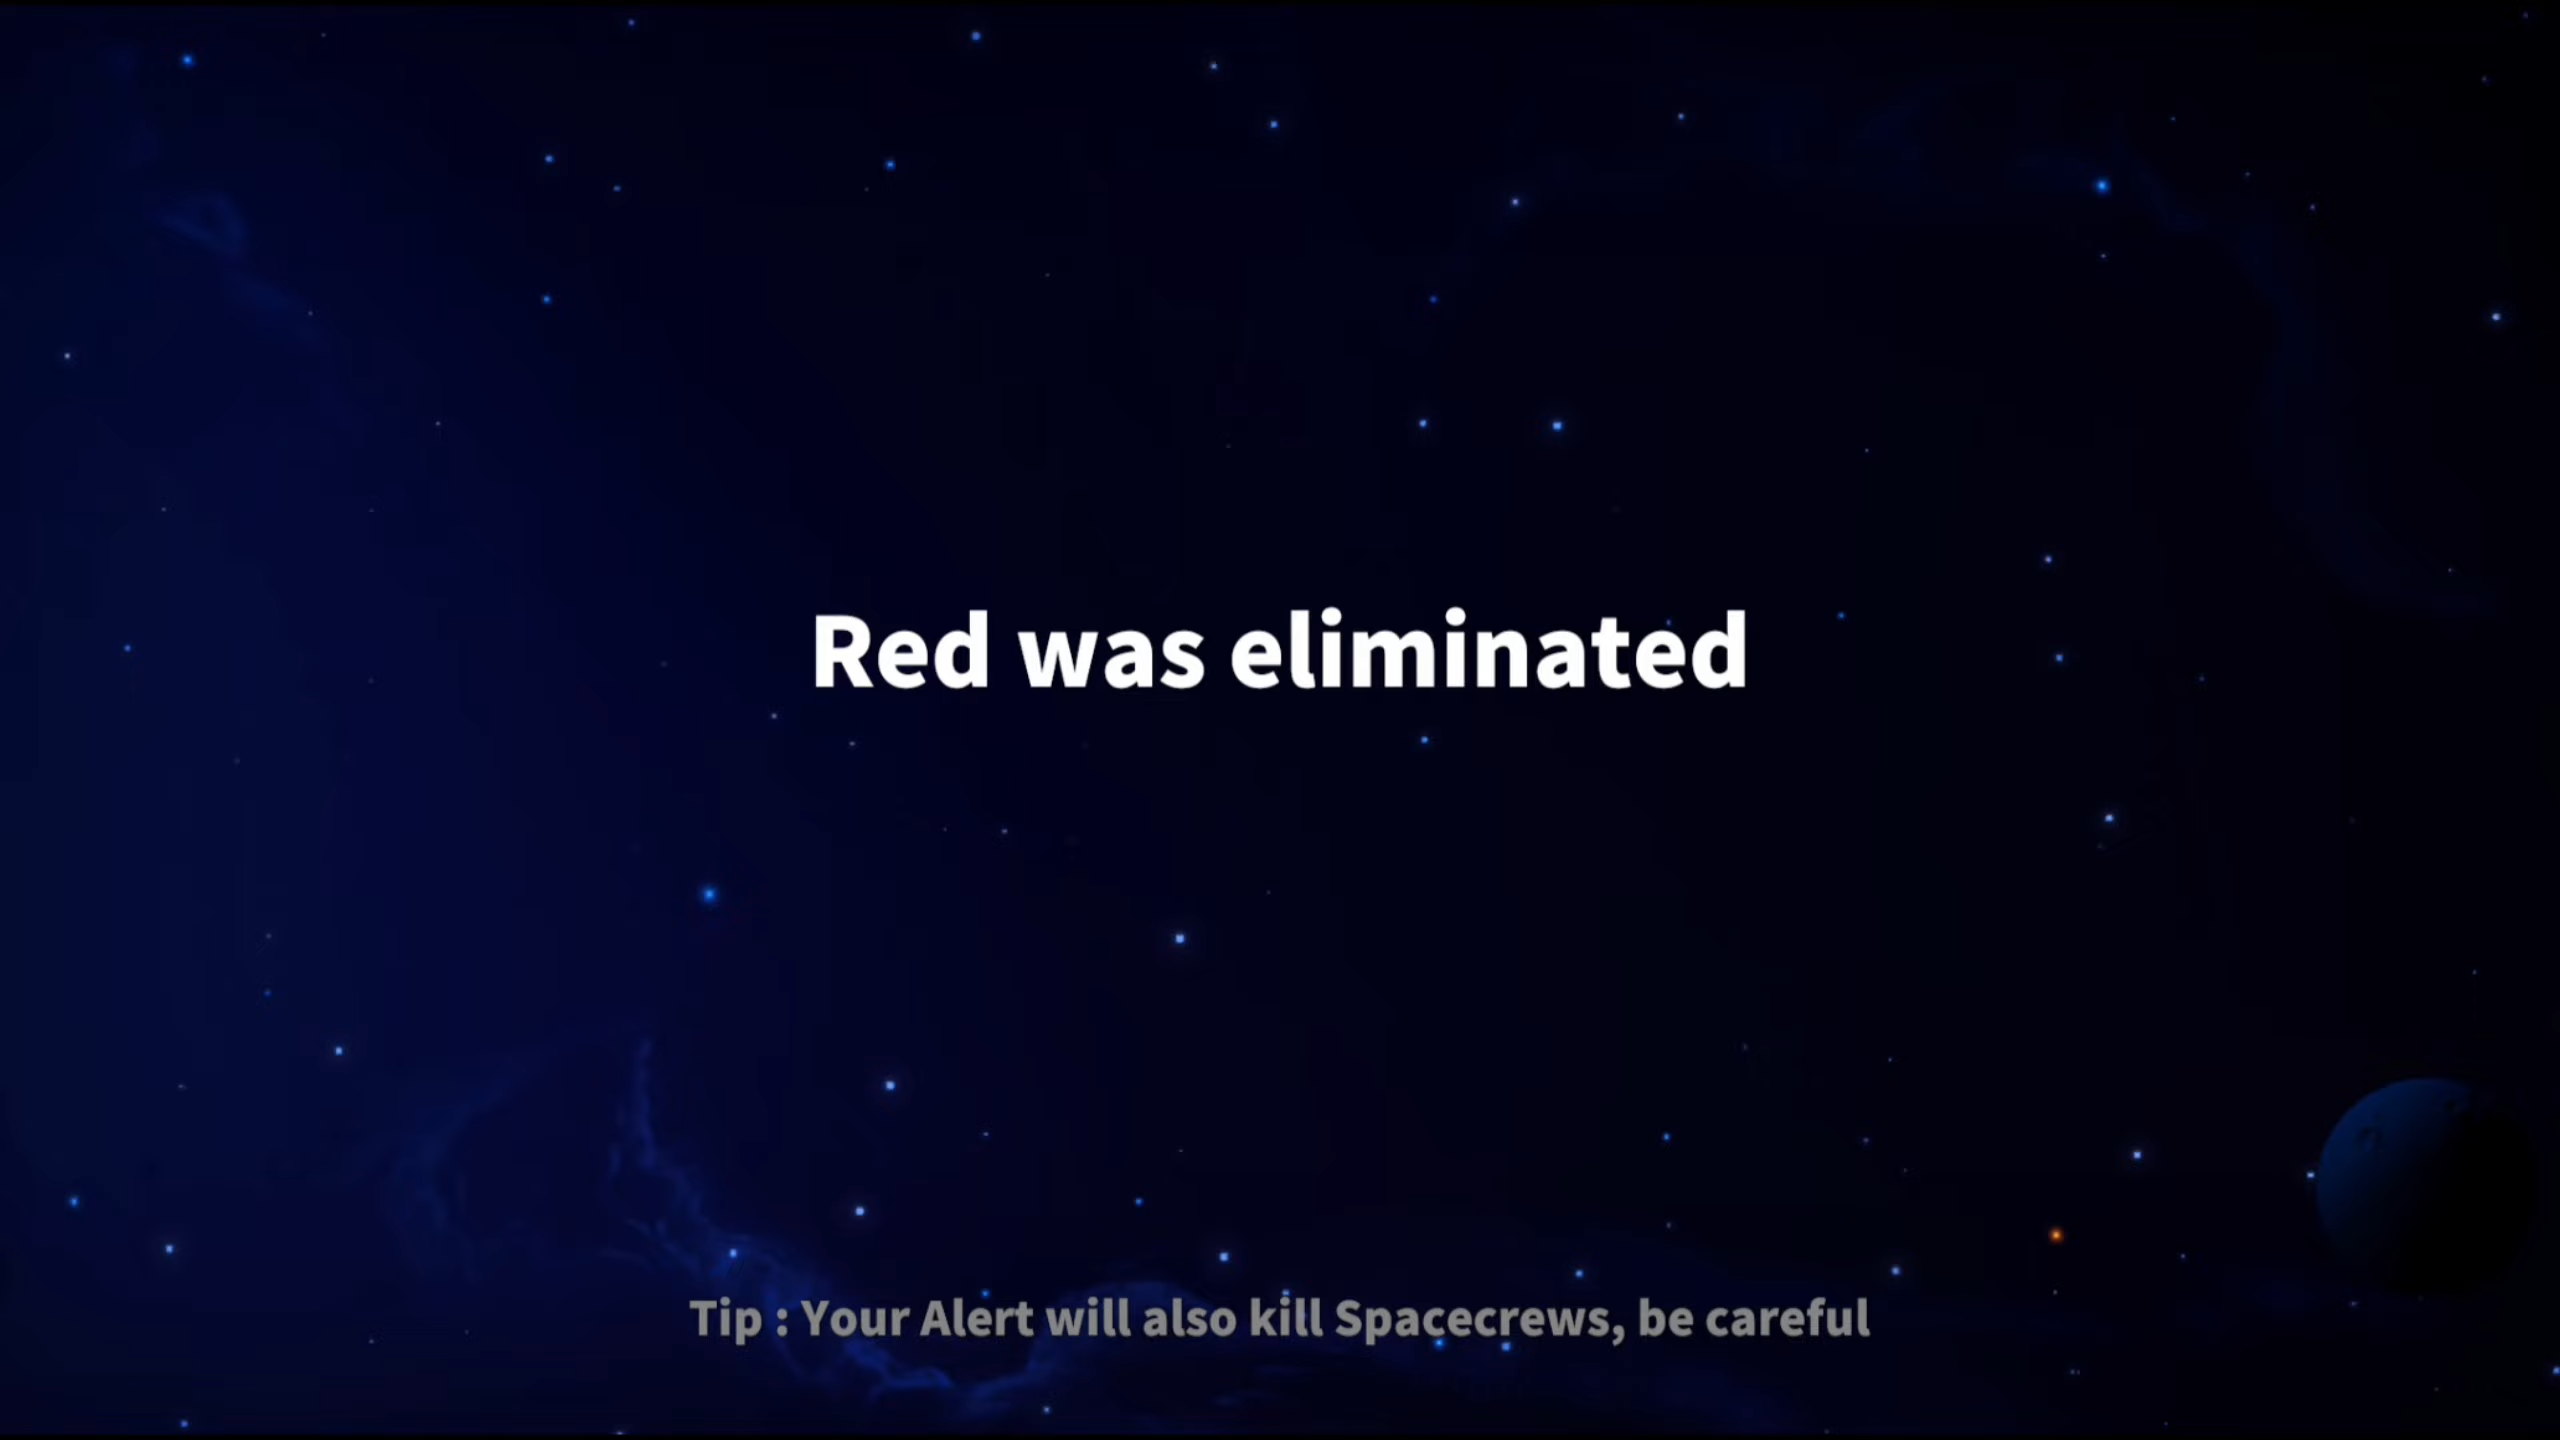 Red was eliminated
Tip : Your Alert will also kill Spacecrews, be careful